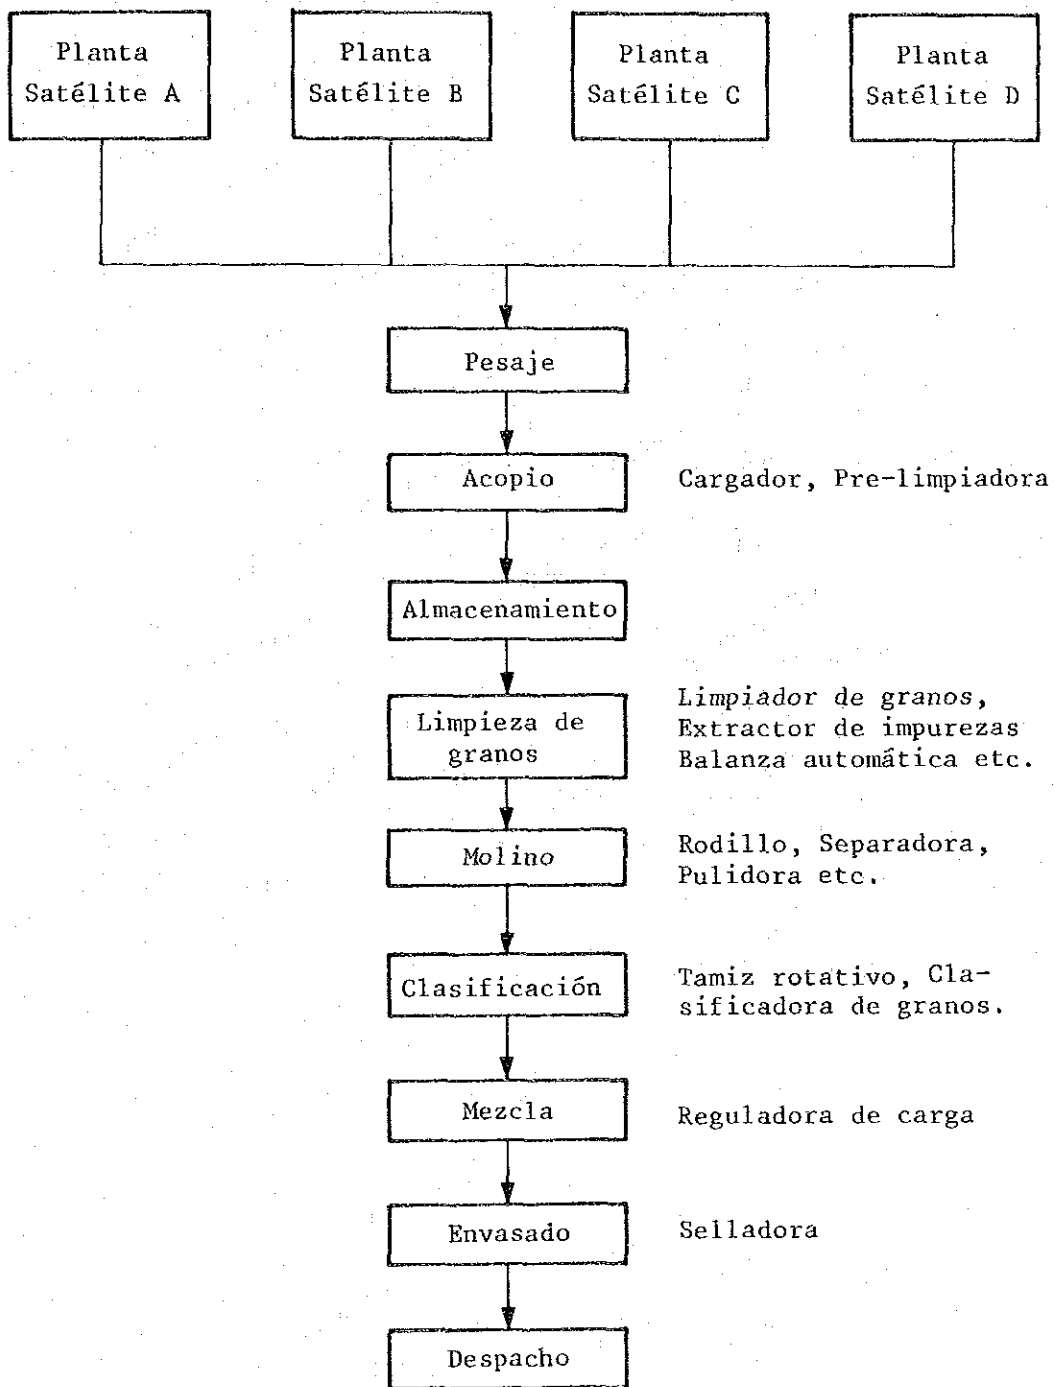 Planta
Satélite A
Planta
Satélite B
Planta
Satélite C
Planta
Satélite D
Pesaje
Acopio
Cargador, Pre-limpiadora
Almacenamiento
Limpieza de
granos
Limpiador de granos,
Extractor de impurezas
Balanza automática etc.
Molino
Rodillo, Separadora,
Pulidora etc.
Clasificación
Tamiz rotativo, Cla-
sificadora de granos.
Mezcla
Reguladora de carga
Envasado
Selladora
Despacho